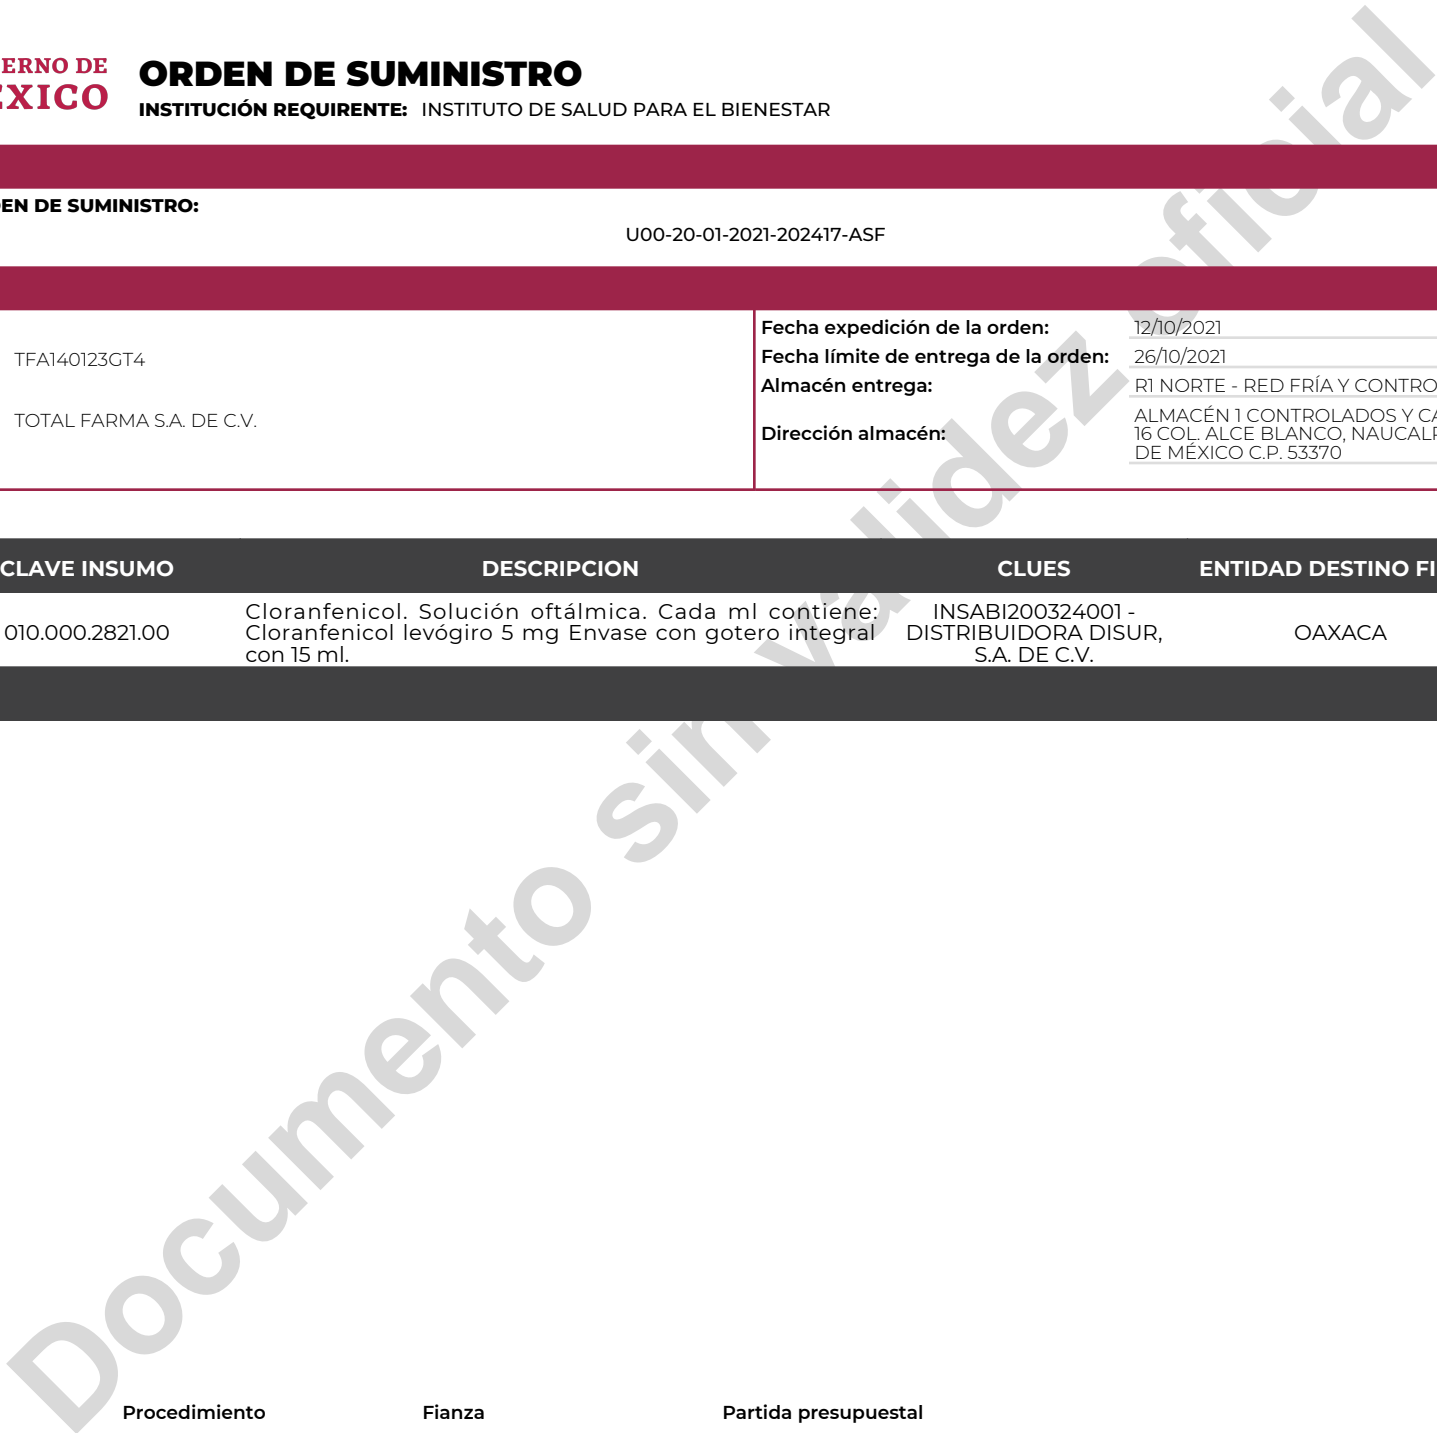 ERNO DE
ÉXICO
ORDEN DE SUMINISTRO
INSTITUCIÓN REQUIRENTE: INSTITUTO DE SALUD PARA EL BIENESTAR
EN DE SUMINISTRO:
U00-20-01-2021-202417-ASF
TFA140123GT4
TOTAL FARMA S.A. DE C.V.
Fecha expedición de la orden: 12/10/2021
Fecha límite de entrega de la orden: 26/10/2021
Almacén entrega: R1 NORTE - RED FRÍA Y CONTRO
Dirección almacén:
ALMACÉN 1 CONTROLADOS Y CA
16 COL. ALCE BLANCO, NAUCALP
DE MÉXICO C.P. 53370
CLAVE INSUMO DESCRIPCION CLUES ENTIDAD DESTINO FI
010.000.2821.00
Cloranfenicol. Solución oftálmica. Cada ml contiene:
Cloranfenicol levógiro 5 mg Envase con gotero integral
con 15 ml.
INSABI200324001 -
DISTRIBUIDORA DISUR,
S.A. DE C.V.
OAXACA
Documento sin validez oficial
Procedimiento Fianza Partida presupuestal